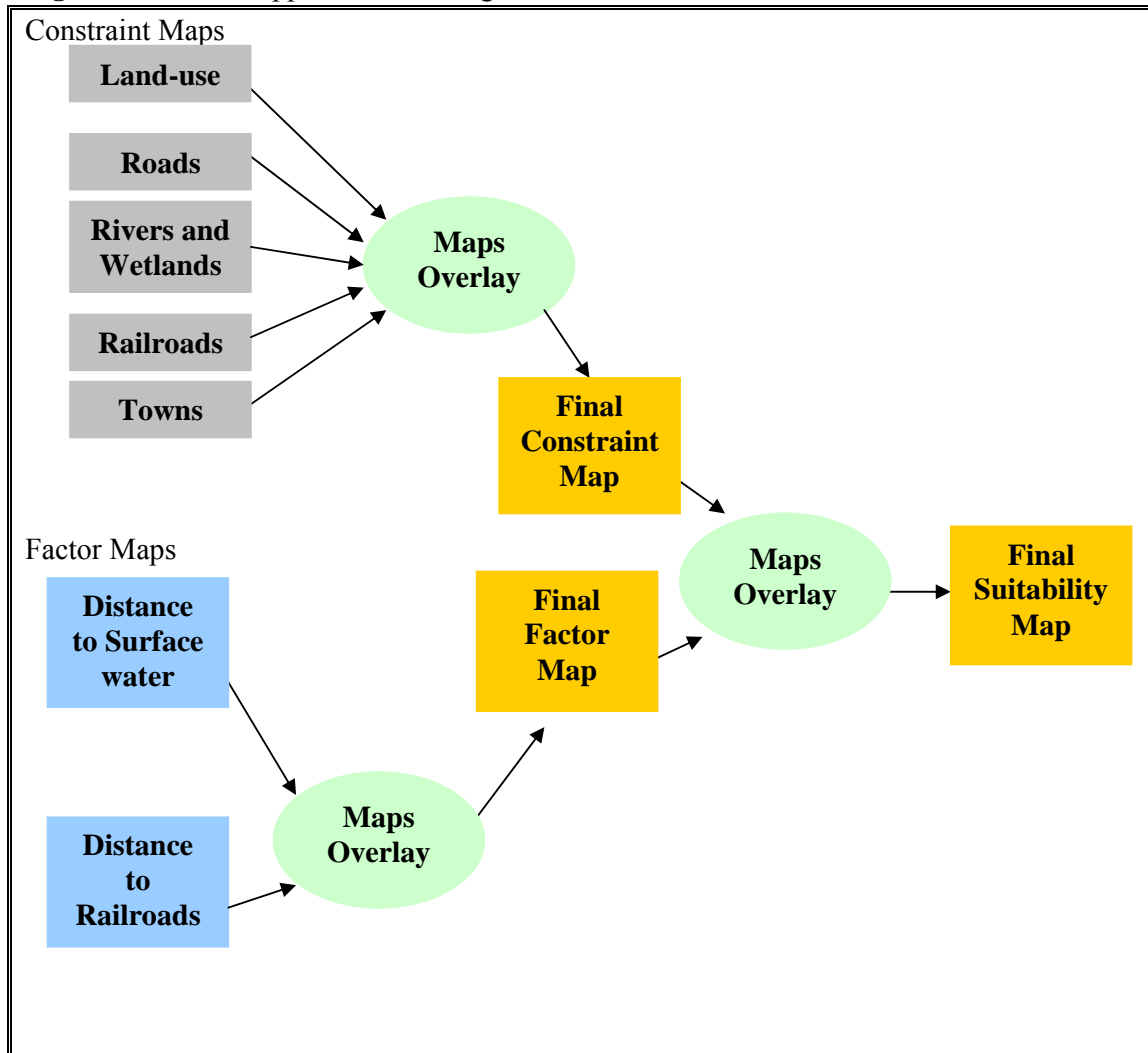 Constraint Maps
Land-use
Roads
Rivers and
Wetlands
Railroads
Towns
Maps
Overlay
Final
Constraint
Map
Factor Maps
Distance
to Surface
water
Distance
to
Railroads
Maps
Overlay
Final
Factor
Map
Maps
Overlay
Final
Suitability
Map